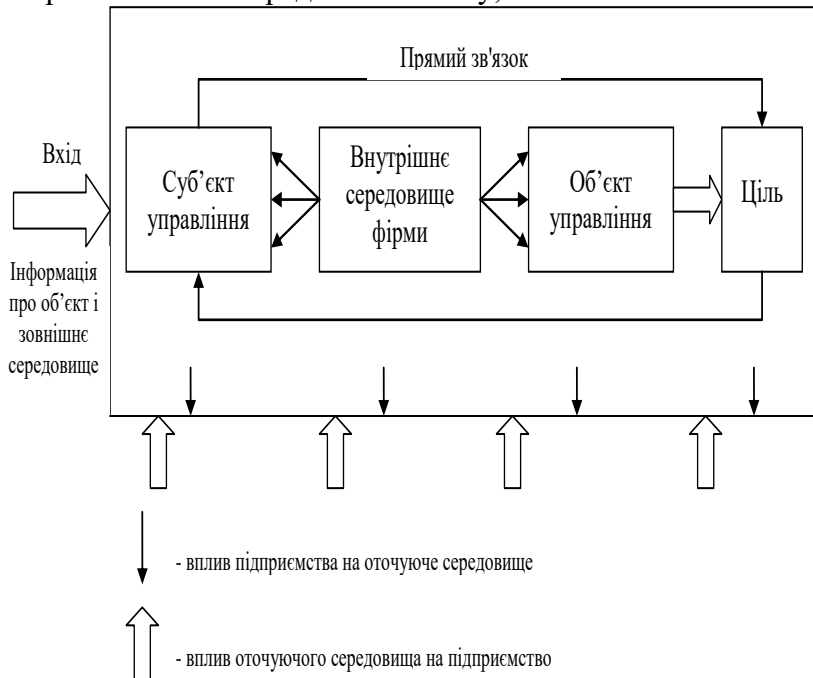 Прямий зв'язок
Вхід
Суб’єкт
управління
Внутрішнє
середовище
фірми
Об’єкт
управління
Ціль
Інформація
про об’єкт і
зовнішнє
середовище
- вплив підприємства на оточуюче середовище
- вплив оточуючого середовища на підприємство